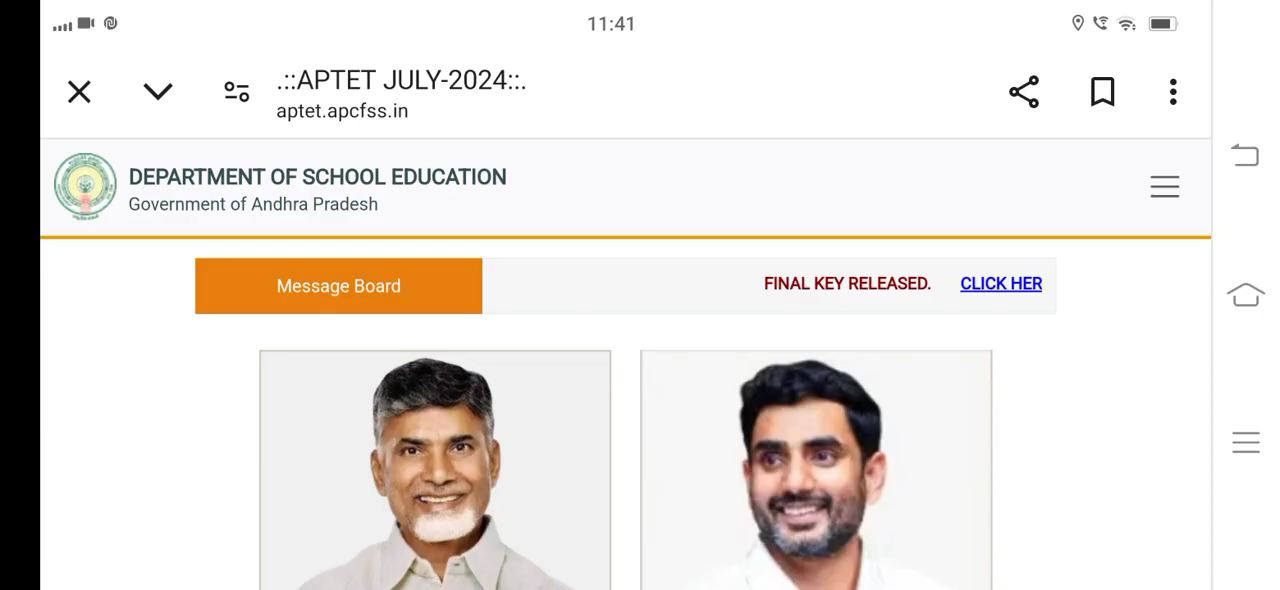 11:41
.::APTET JULY-2024::.
aptet.apcfss.in
DEPARTMENT OF SCHOOL EDUCATION
Government of Andhra Pradesh
Message Board
FINAL KEY RELEASED. CLICK HER